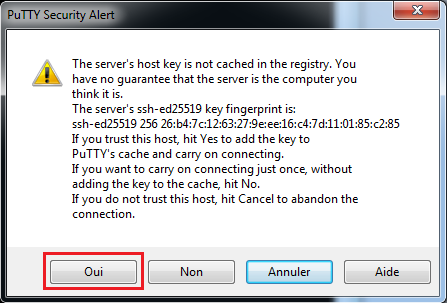 PuTTY Security Alert
The server's host key is not cached in the registry. You
have no guarantee that the server is the computer you
think it is.
The server's ssh-ed25519 key fingerprint is:
ssh-ed25519 256 26:b4:7c:12:63:27:9e:ee:16:c4:7d:11:01:85:c2:85
If you trust this host, hit Yes to add the key to
PuTTY's cache and carry on connecting.
If you want to carry on connecting just once, without
adding the key to the cache, hit No.
If you do not trust this host, hit Cancel to abandon the
connection.
Oui Non Annuler Aide